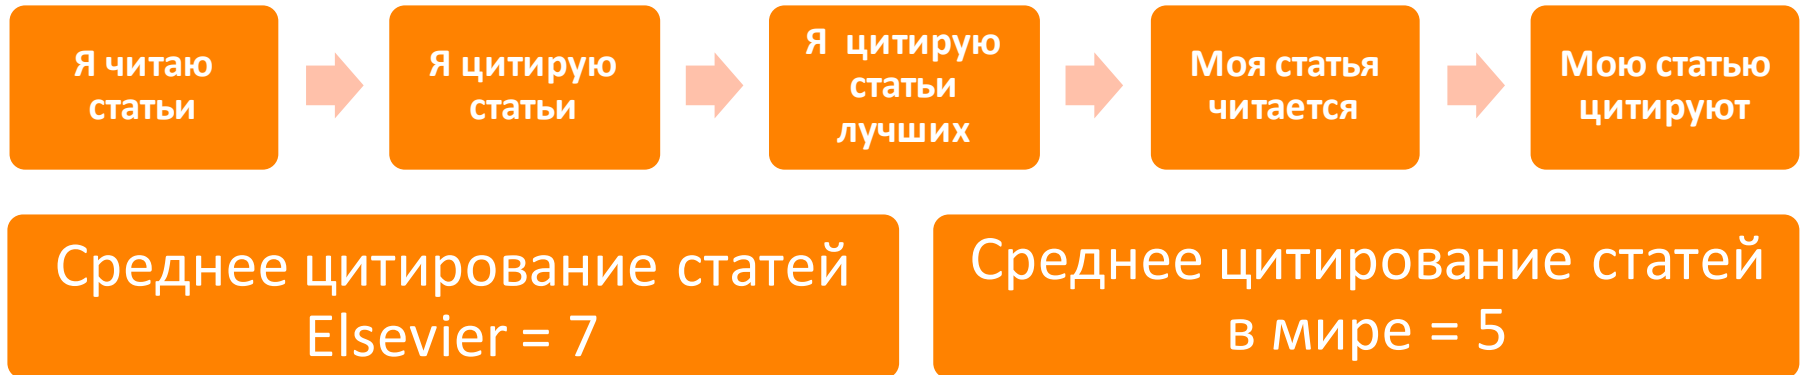 Я читаю
статьи
Я цитирую
статьи
Я цитирую
статьи
лучших
Моя статья
читается
Мою статью
цитируют
Среднее цитирование статей
Elsevier = 7
Среднее цитирование статей
в мире = 5